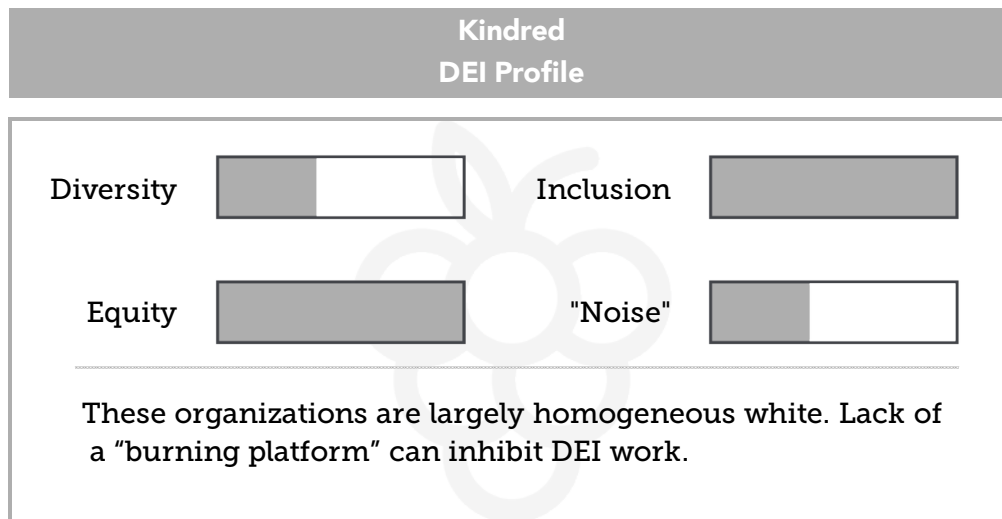 Kindred
DEI Profile
Diversity
Inclusion
Equity
"Noise"
These organizations are largely homogeneous white. Lack of
a “burning platform” can inhibit DEI work.